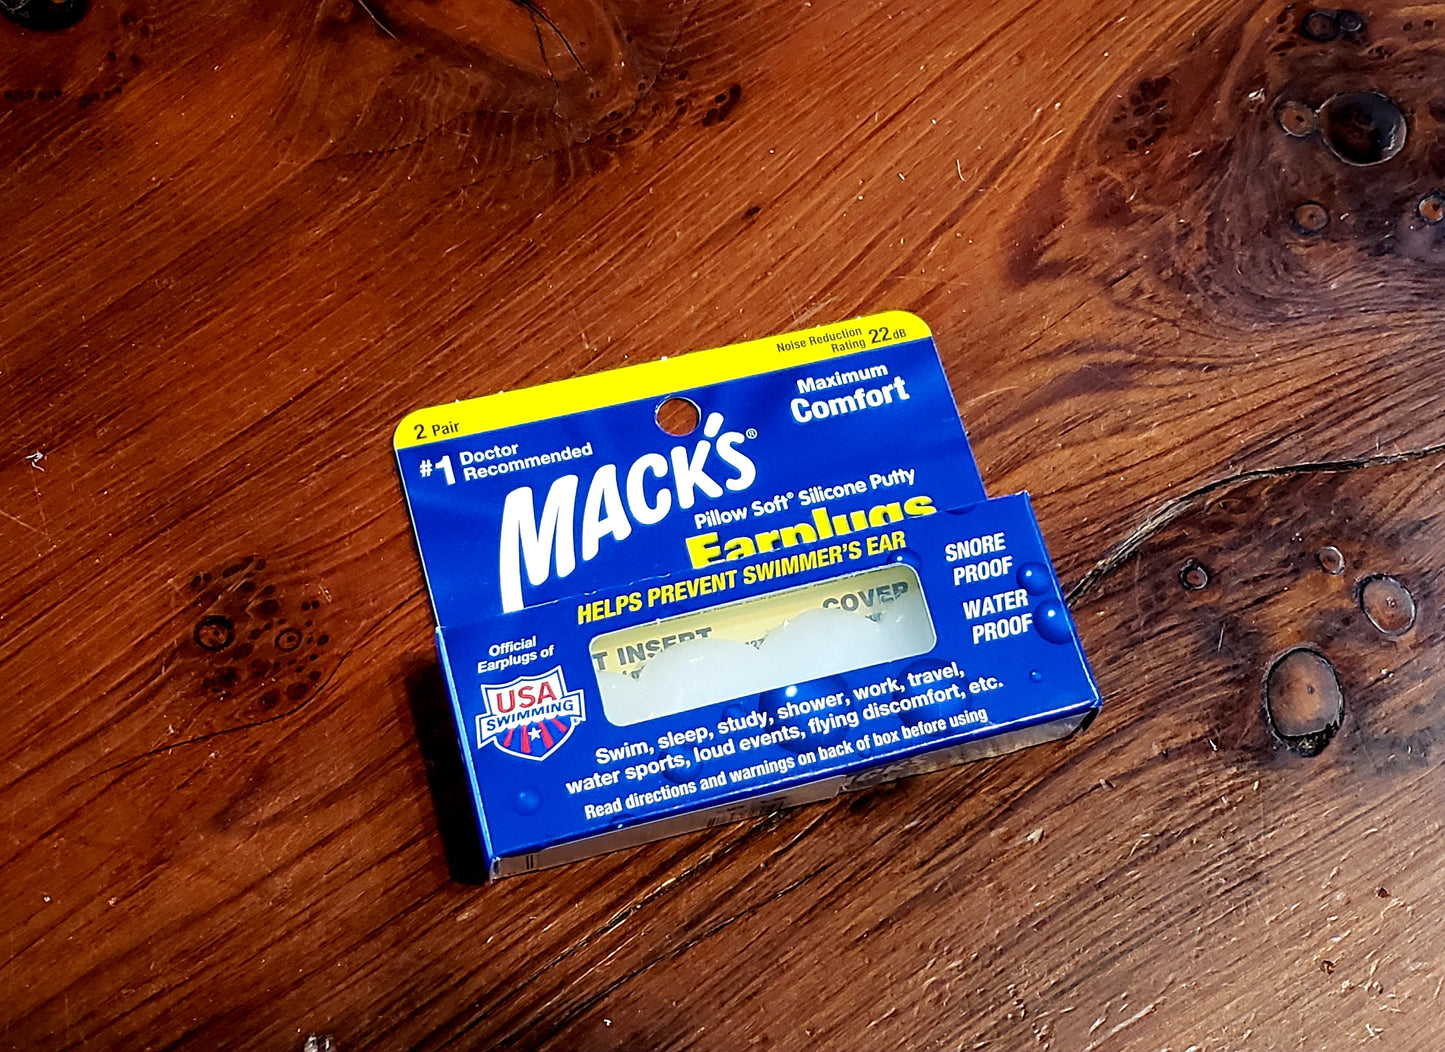 Noise Reduction
Rating 22 dB
2 Pair
Maximum
Comfort
#1 Doctor
Recommended
MACK'S®
Pillow Soft® Silicone Putty
Earplugs
HELPS PREVENT SWIMMER'S EAR
SNORE
PROOF
WATER
PROOF
COVER
T INSERT
Official
Earplugs of
USA
SWIMMING
Swim, sleep, study, shower, work, travel,
water sports, loud events, flying discomfort, etc.
Read directions and warnings on back of box before using